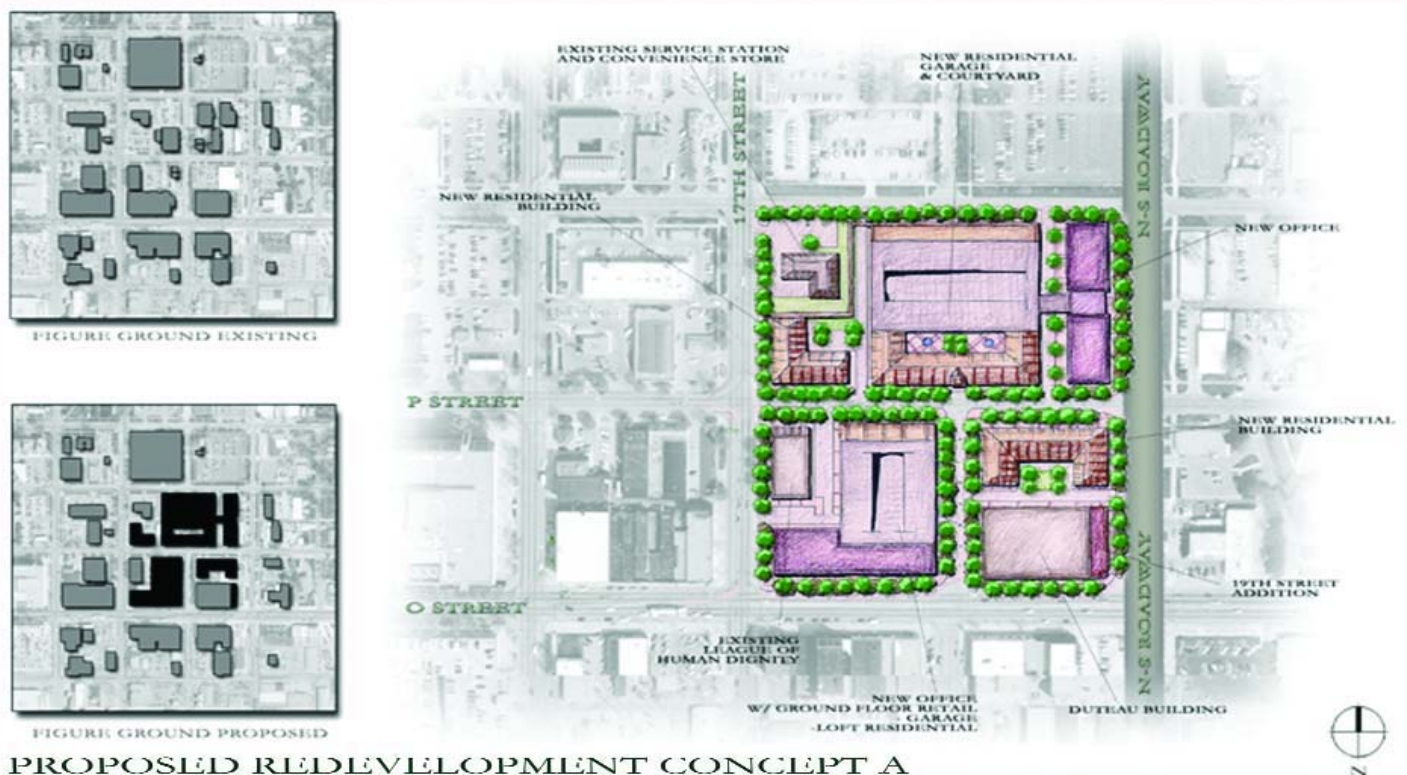 EXISTING SERVICE STATION
AND CONVENIENCE STORE
NEW RESIDENTIAL
GARAGE
& COURTYARD
17TH STREET
N-S ROADWAY
NEW RESIDENTIAL
BUILDING
NEW OFFICE
FIGURE GROUND EXISTING
P STREET
NEW RESIDENTIAL
BUILDING
O STREET
19TH STREET
ADDITION
EXISTING
LEAGUE OF
HUMAN DIGNITY
N-S ROADWAY
NEW OFFICE
W/ GROUND FLOOR RETAIL
- GARAGE
-LOFT RESIDENTIAL
DUTEAU BUILDING
FIGURE GROUND PROPOSED
N
PROPOSED REDEVELOPMENT CONCEPT A